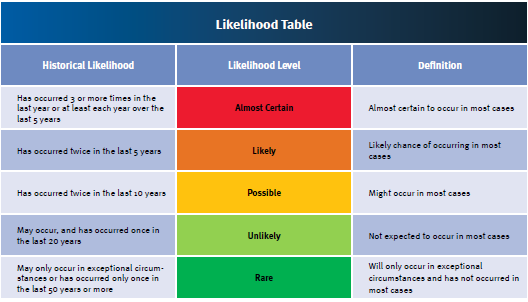 Likelihood Table
Historical Likelihood
Likelihood Level
Definition
Has occurred 3 or more times in the
last year or at least each year over the
last 5 years
Almost Certain
Almost certain to occur in most cases
Has occurred twice in the last 5 years
Likely
Likely chance of occurring in most
cases
Has occurred twice in the last 10 years
Possible
Might occur in most cases
May occur, and has occurred once in
the last 20 years
Unlikely
Not expected to occur in most cases
May only occur in exceptional circum-
stances or has occurred only once in
the last 50 years or more
Rare
Will only occur in exceptional
circumstances and has not occurred in
most cases